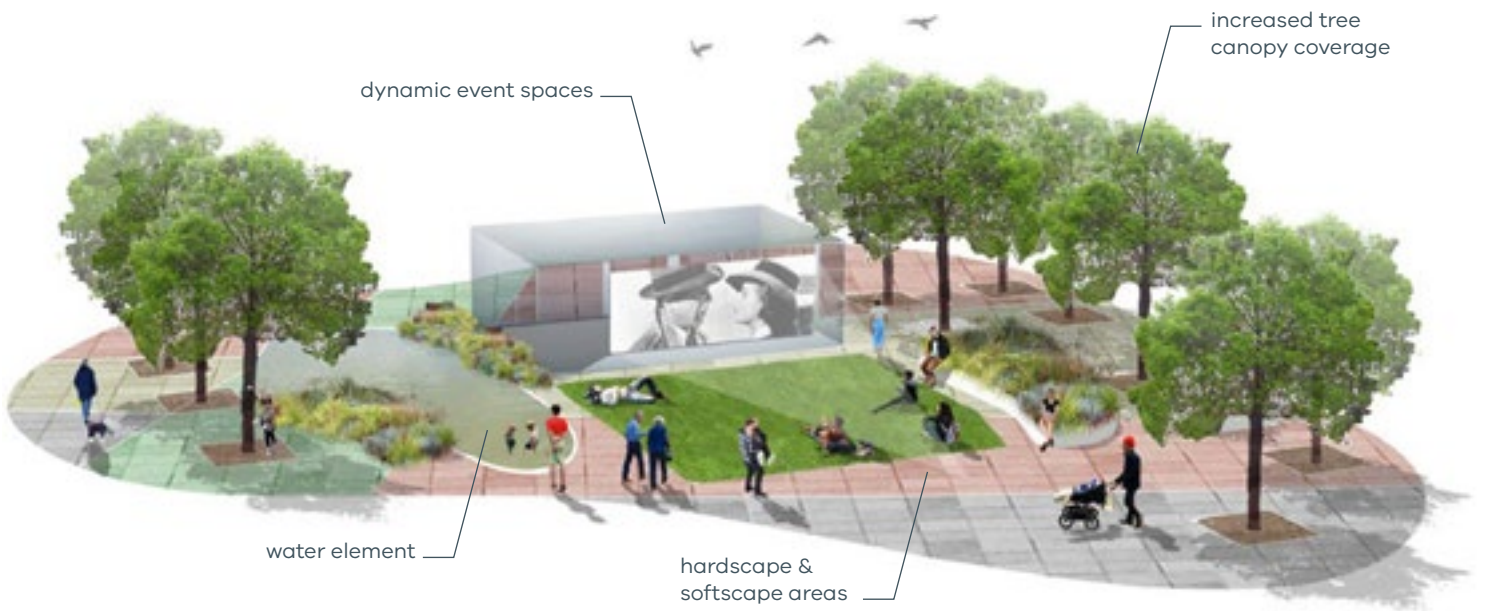 increased tree
canopy coverage
dynamic event spaces
water element
hardscape &
softscape areas